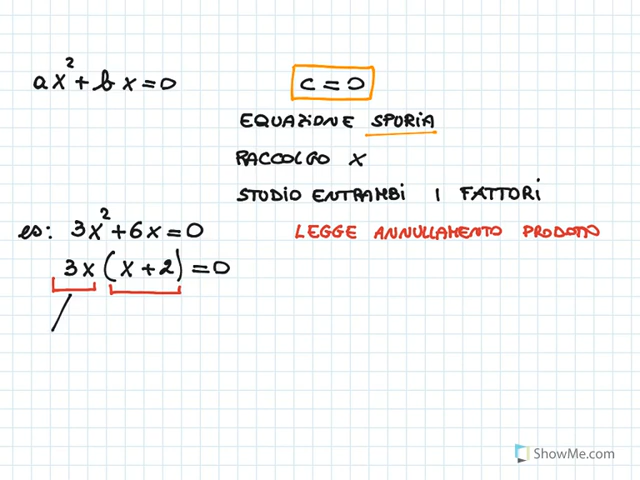 ax² + bx = 0
c = 0
EQUAZIONE SPURIA
RACCOLGO X
STUDIO ENTRAMBI I FATTORI
es: 3x² + 6x = 0
LEGGE ANNULLAMENTO PRODOTTO
3x (x + 2) = 0
ShowMe.com